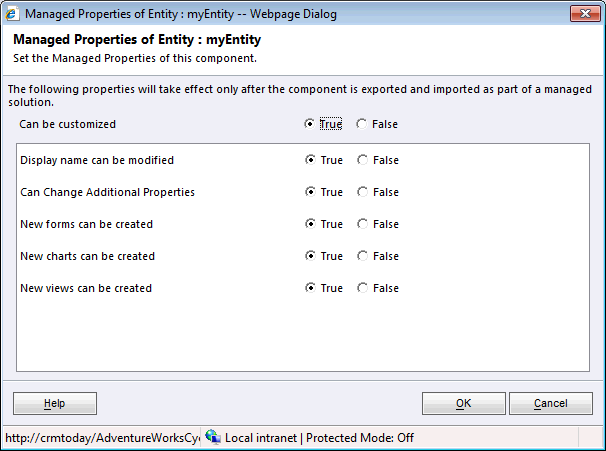 Managed Properties of Entity : myEntity -- Webpage Dialog
Managed Properties of Entity : myEntity
Set the Managed Properties of this component.
The following properties will take effect only after the component is exported and imported as part of a managed
solution.
Can be customized True False
Display name can be modified True False
Can Change Additional Properties True False
New forms can be created True False
New charts can be created True False
New views can be created True False
Help OK Cancel
http://crmtoday/AdventureWorksCyc Local intranet | Protected Mode: Off